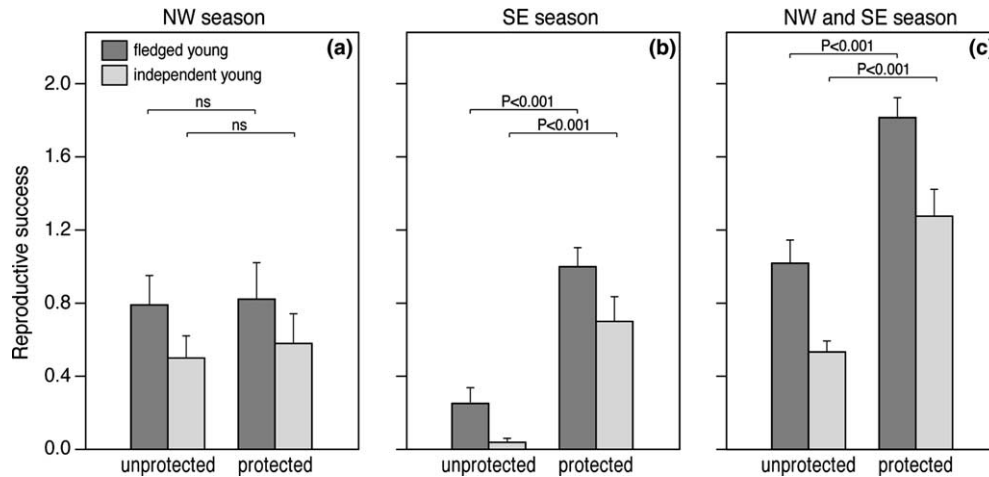 NW season
SE season
NW and SE season
(a)
(b)
(c)
fledged young
independent young
ns
ns
P<0.001
P<0.001
P<0.001
P<0.001
Reproductive success
2.0
1.6
1.2
0.8
0.4
0.0
unprotected protected
unprotected protected
unprotected protected